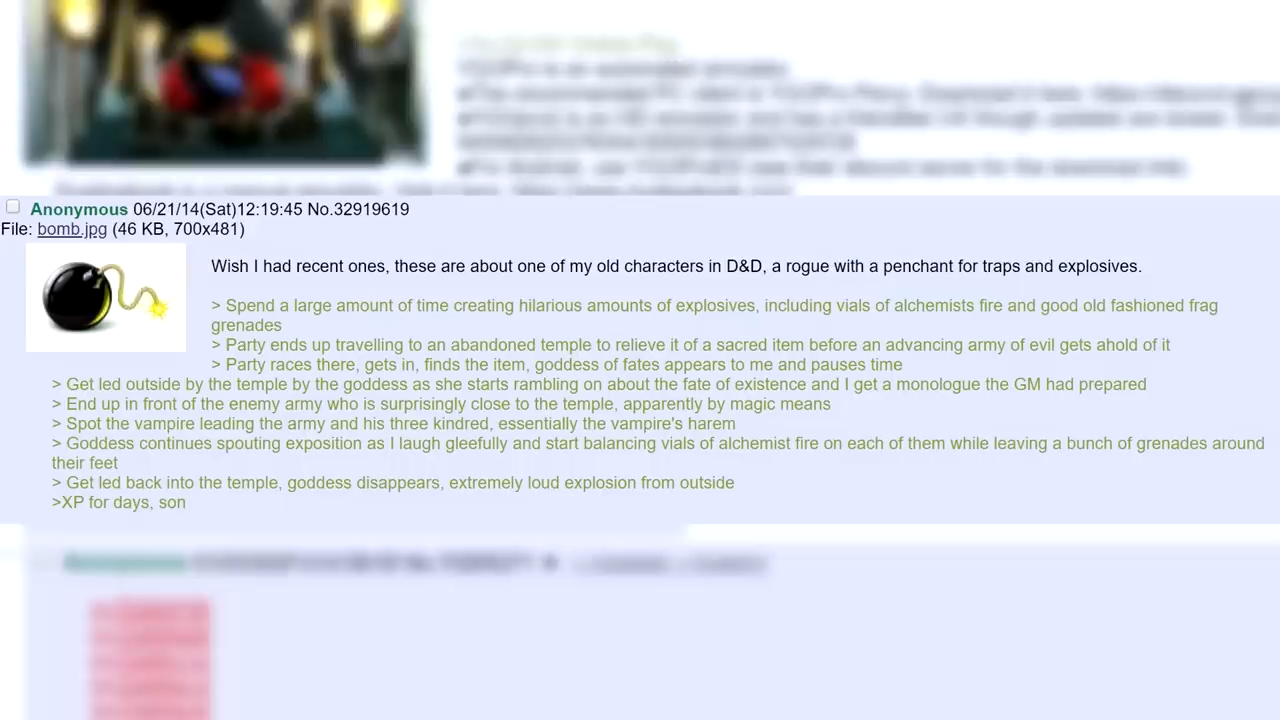 Anonymous 06/21/14(Sat)12:19:45 No.32919619
File: bomb.jpg (46 KB, 700x481)
Wish I had recent ones, these are about one of my old characters in D&D, a rogue with a penchant for traps and explosives.
> Spend a large amount of time creating hilarious amounts of explosives, including vials of alchemists fire and good old fashioned frag
grenades
> Party ends up travelling to an abandoned temple to relieve it of a sacred item before an advancing army of evil gets ahold of it
> Party races there, gets in, finds the item, goddess of fates appears to me and pauses time
> Get led outside by the temple by the goddess as she starts rambling on about the fate of existence and I get a monologue the GM had prepared
> End up in front of the enemy army who is surprisingly close to the temple, apparently by magic means
> Spot the vampire leading the army and his three kindred, essentially the vampire's harem
> Goddess continues spouting exposition as I laugh gleefully and start balancing vials of alchemist fire on each of them while leaving a bunch of grenades around
their feet
> Get led back into the temple, goddess disappears, extremely loud explosion from outside
>XP for days, son